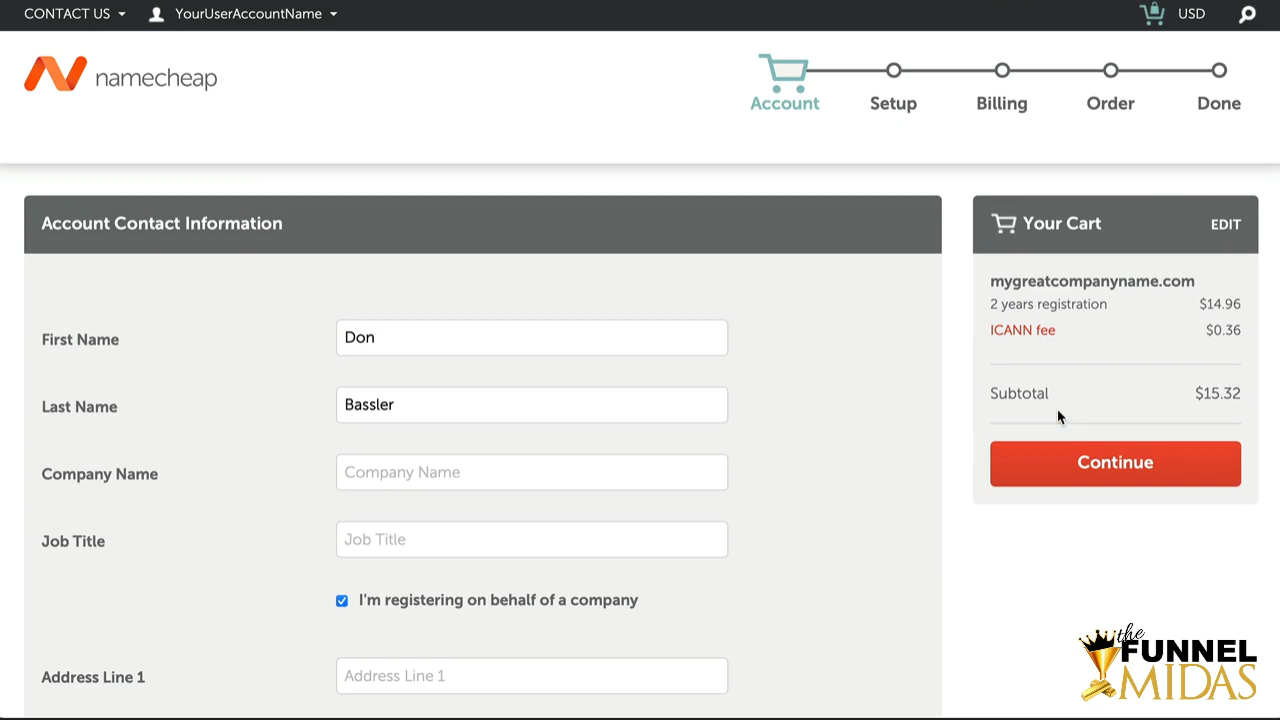 CONTACT US YourUserAccountName USD
namecheap
Account Setup Billing Order Done
Account Contact Information
First Name Don
Last Name Bassler
Company Name Company Name
Job Title Job Title
I'm registering on behalf of a company
Address Line 1 Address Line 1
Your Cart EDIT
mygreatcompanyname.com
2 years registration $14.96
ICANN fee $0.36
Subtotal $15.32
Continue
the
FUNNEL
MIDAS